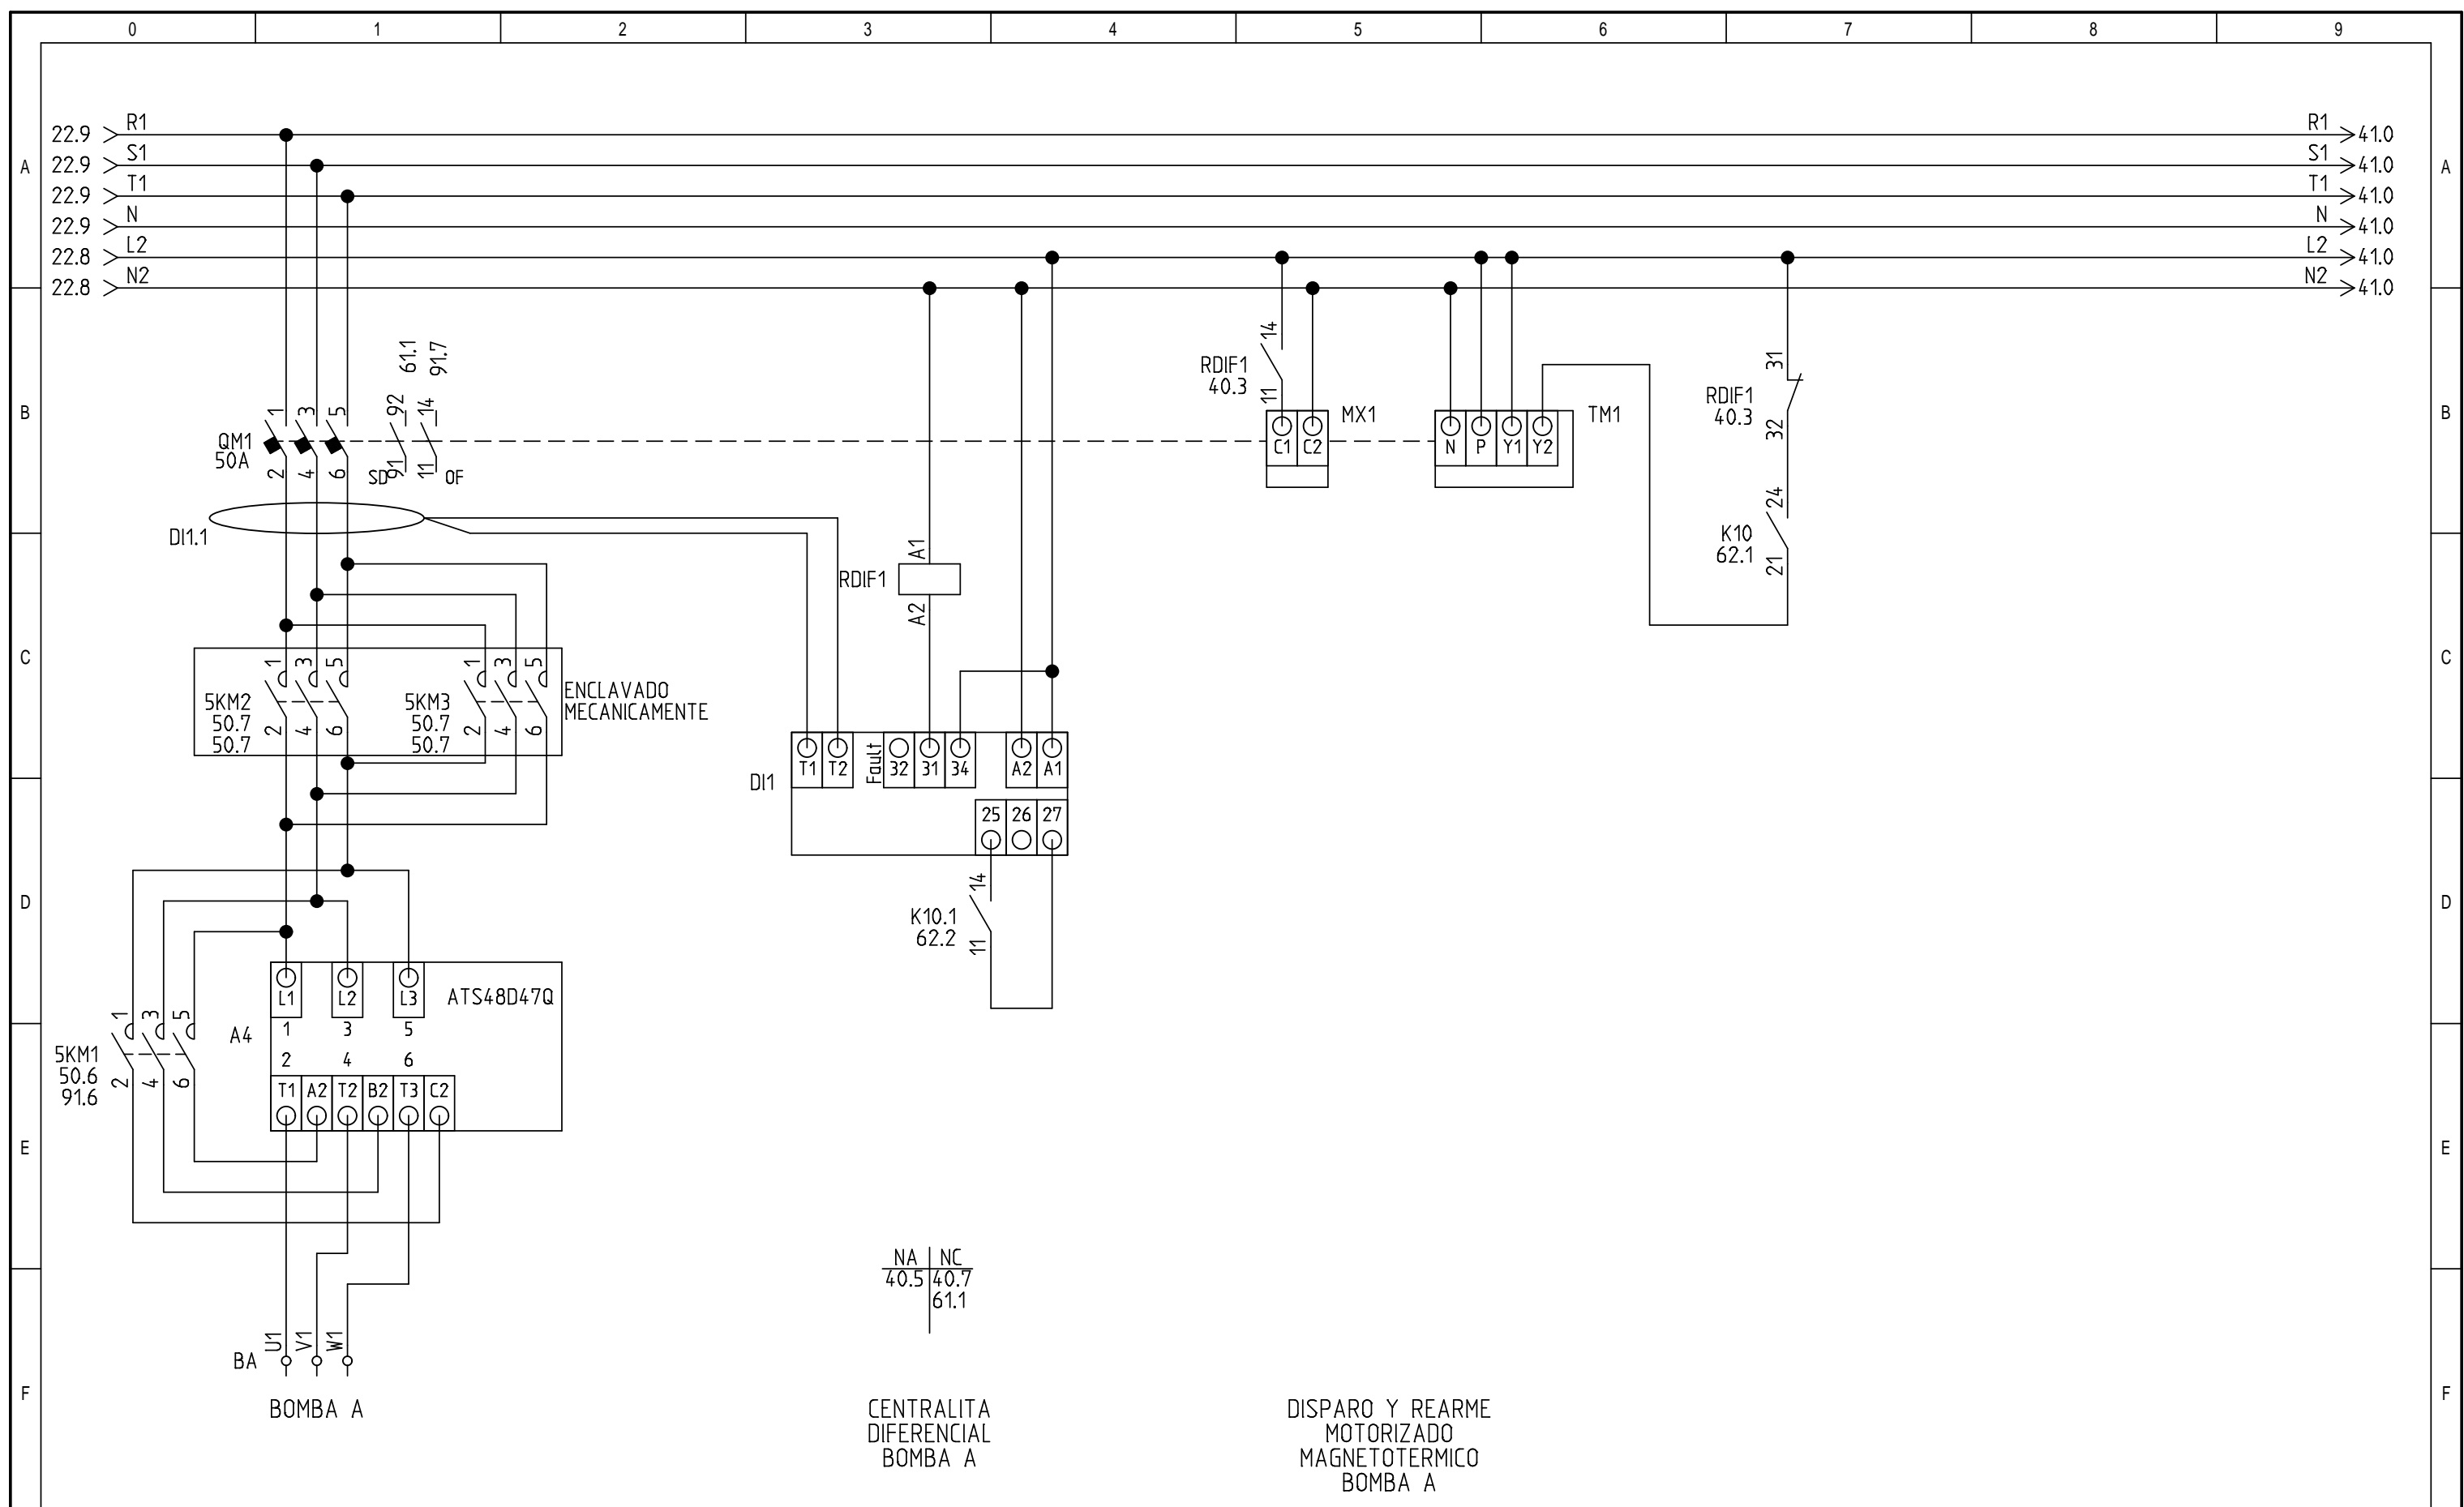 0 1 2 3 4 5 6 7 8 9
22.9 R1 R1 41.0
22.9 S1 S1 41.0
22.9 T1 T1 41.0
22.9 N N 41.0
22.8 L2 L2 41.0
22.8 N2 N2 41.0
A A
B B
C C
D D
E E
F F
61.1 91.7
1 3 5 92 14
QM1
50A
2 4 6 91 11
SD OF
DI1.1
14
RDIF1
40.3
11
C1 C2
MX1
N P Y1 Y2
TM1
31
RDIF1
40.3
32
24
K10
62.1
21
A1
RDIF1
A2
1 3 5
5KM2
50.7
50.7
2 4 6
1 3 5
5KM3
50.7
50.7
2 4 6
ENCLAVADO
MECANICAMENTE
DI1
T1 T2 Fault 32 31 34 A2 A1
25 26 27
14
K10.1
62.2
11
L1 L2 L3 ATS48D47Q
1 3 5
A4
2 4 6
T1 A2 T2 B2 T3 C2
1 3 5
5KM1
50.6
91.6
2 4 6
NA NC
40.5 40.7
61.1
U1 V1 W1
BA
BOMBA A
CENTRALITA
DIFERENCIAL
BOMBA A
DISPARO Y REARME
MOTORIZADO
MAGNETOTERMICO
BOMBA A